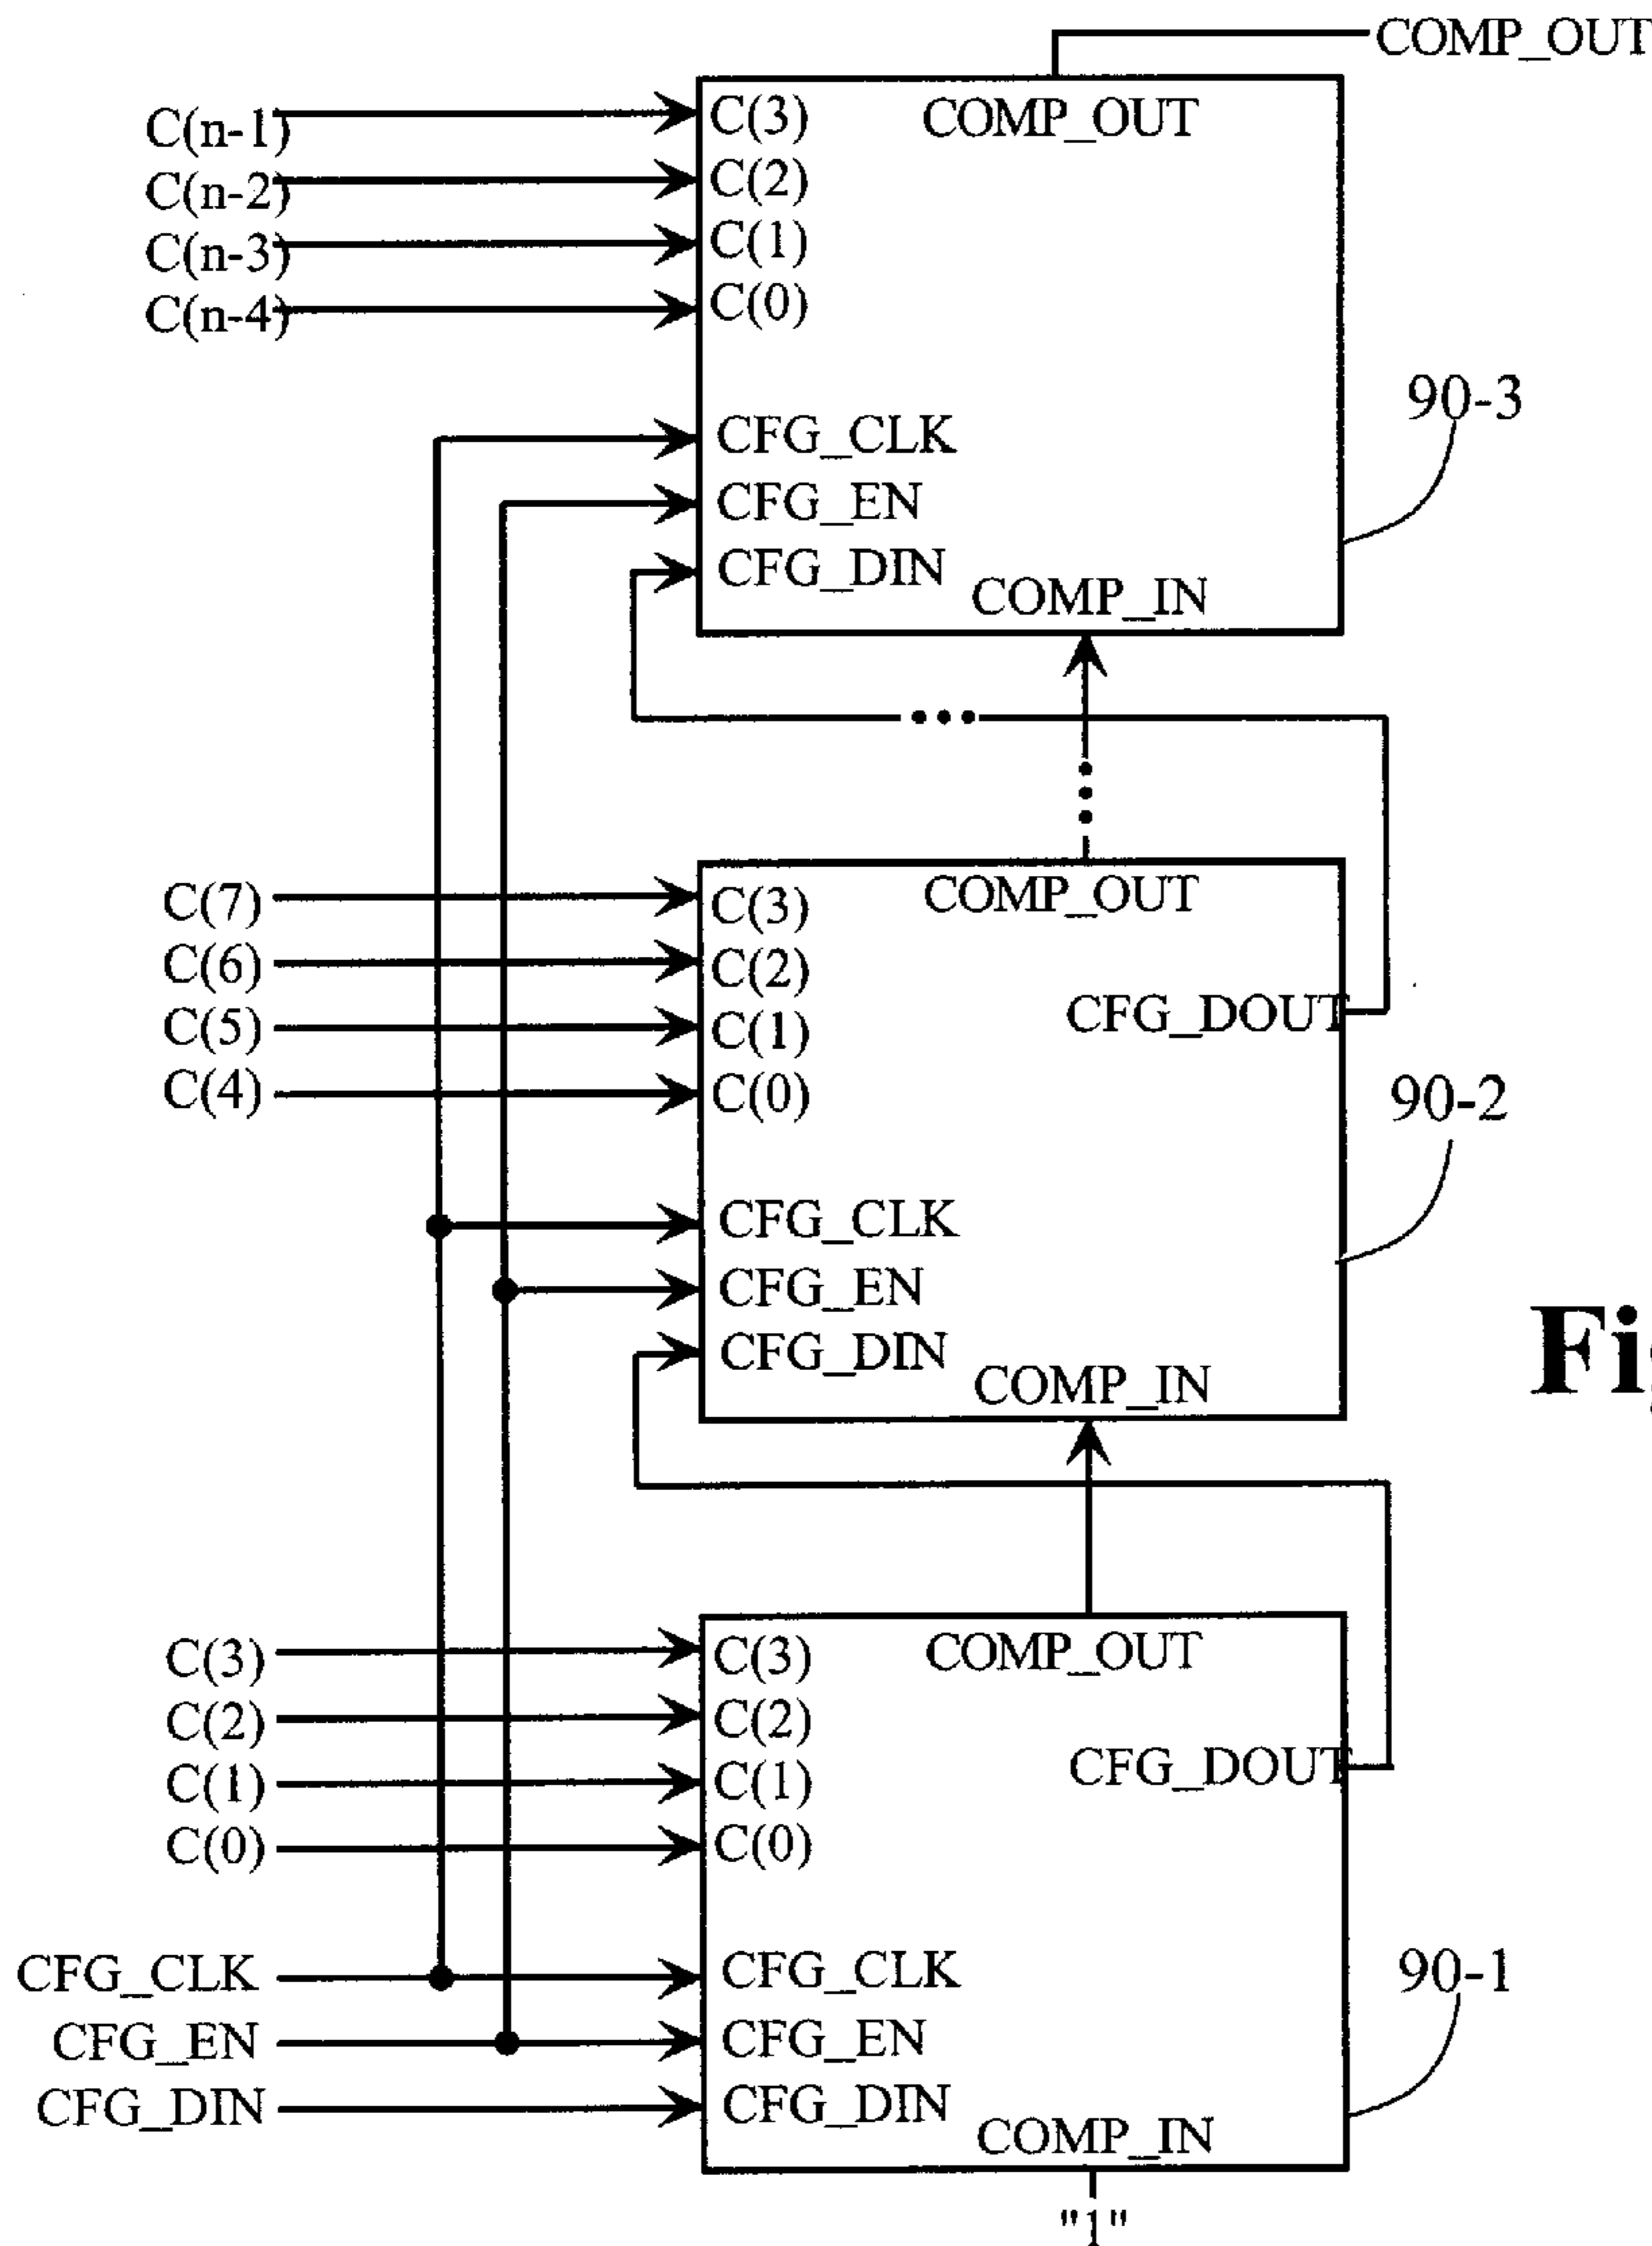 COMP_OUT
C(n-1)
C(n-2)
C(n-3)
C(n-4)
C(3)
C(2)
C(1)
C(0)
COMP_OUT
CFG_CLK
CFG_EN
CFG_DIN
COMP_IN
90-3
C(7)
C(6)
C(5)
C(4)
C(3)
C(2)
C(1)
C(0)
COMP_OUT
CFG_DOUT
CFG_CLK
CFG_EN
CFG_DIN
COMP_IN
90-2
C(3)
C(2)
C(1)
C(0)
CFG_CLK
CFG_EN
CFG_DIN
C(3)
C(2)
C(1)
C(0)
COMP_OUT
CFG_DOUT
CFG_CLK
CFG_EN
CFG_DIN
COMP_IN
90-1
"1"